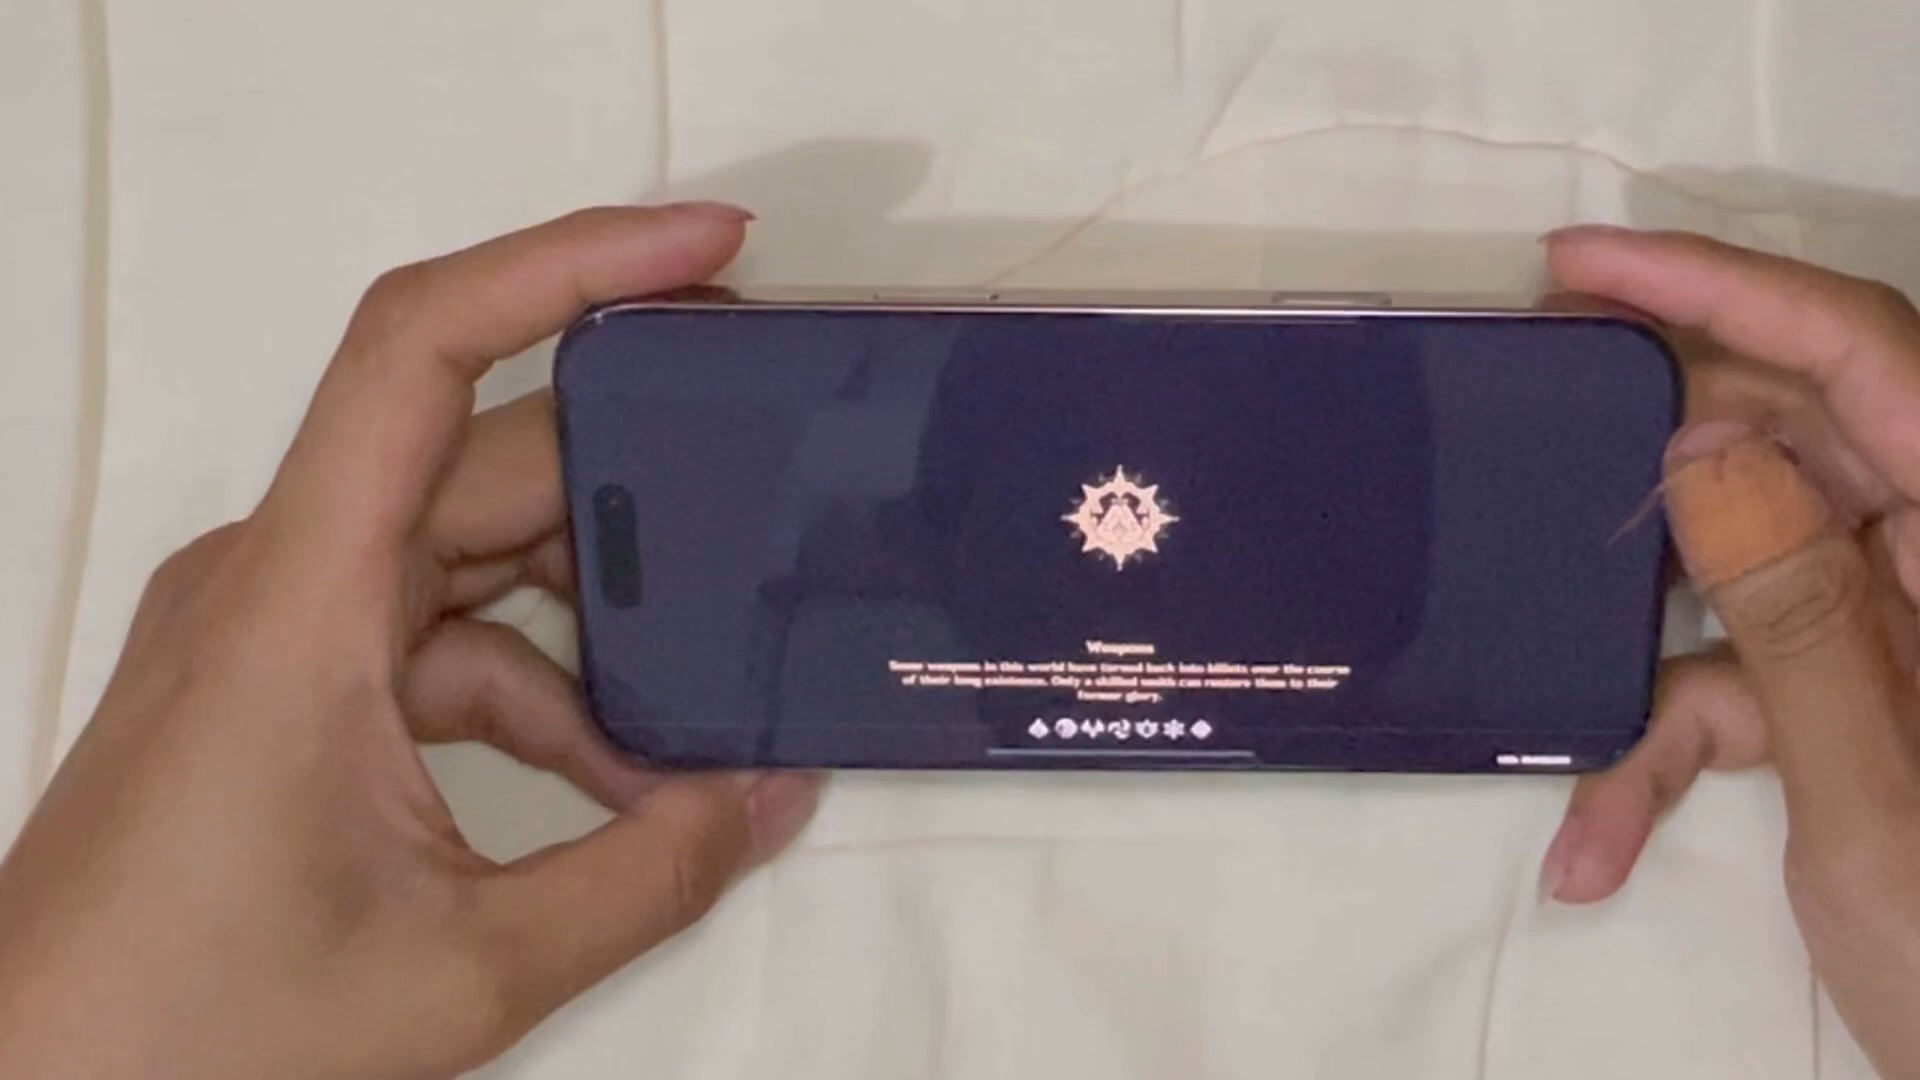 Weapons
Some weapons in this world have turned back into billets over the course
of their long existence. Only a skilled smith can restore them to their
former glory.